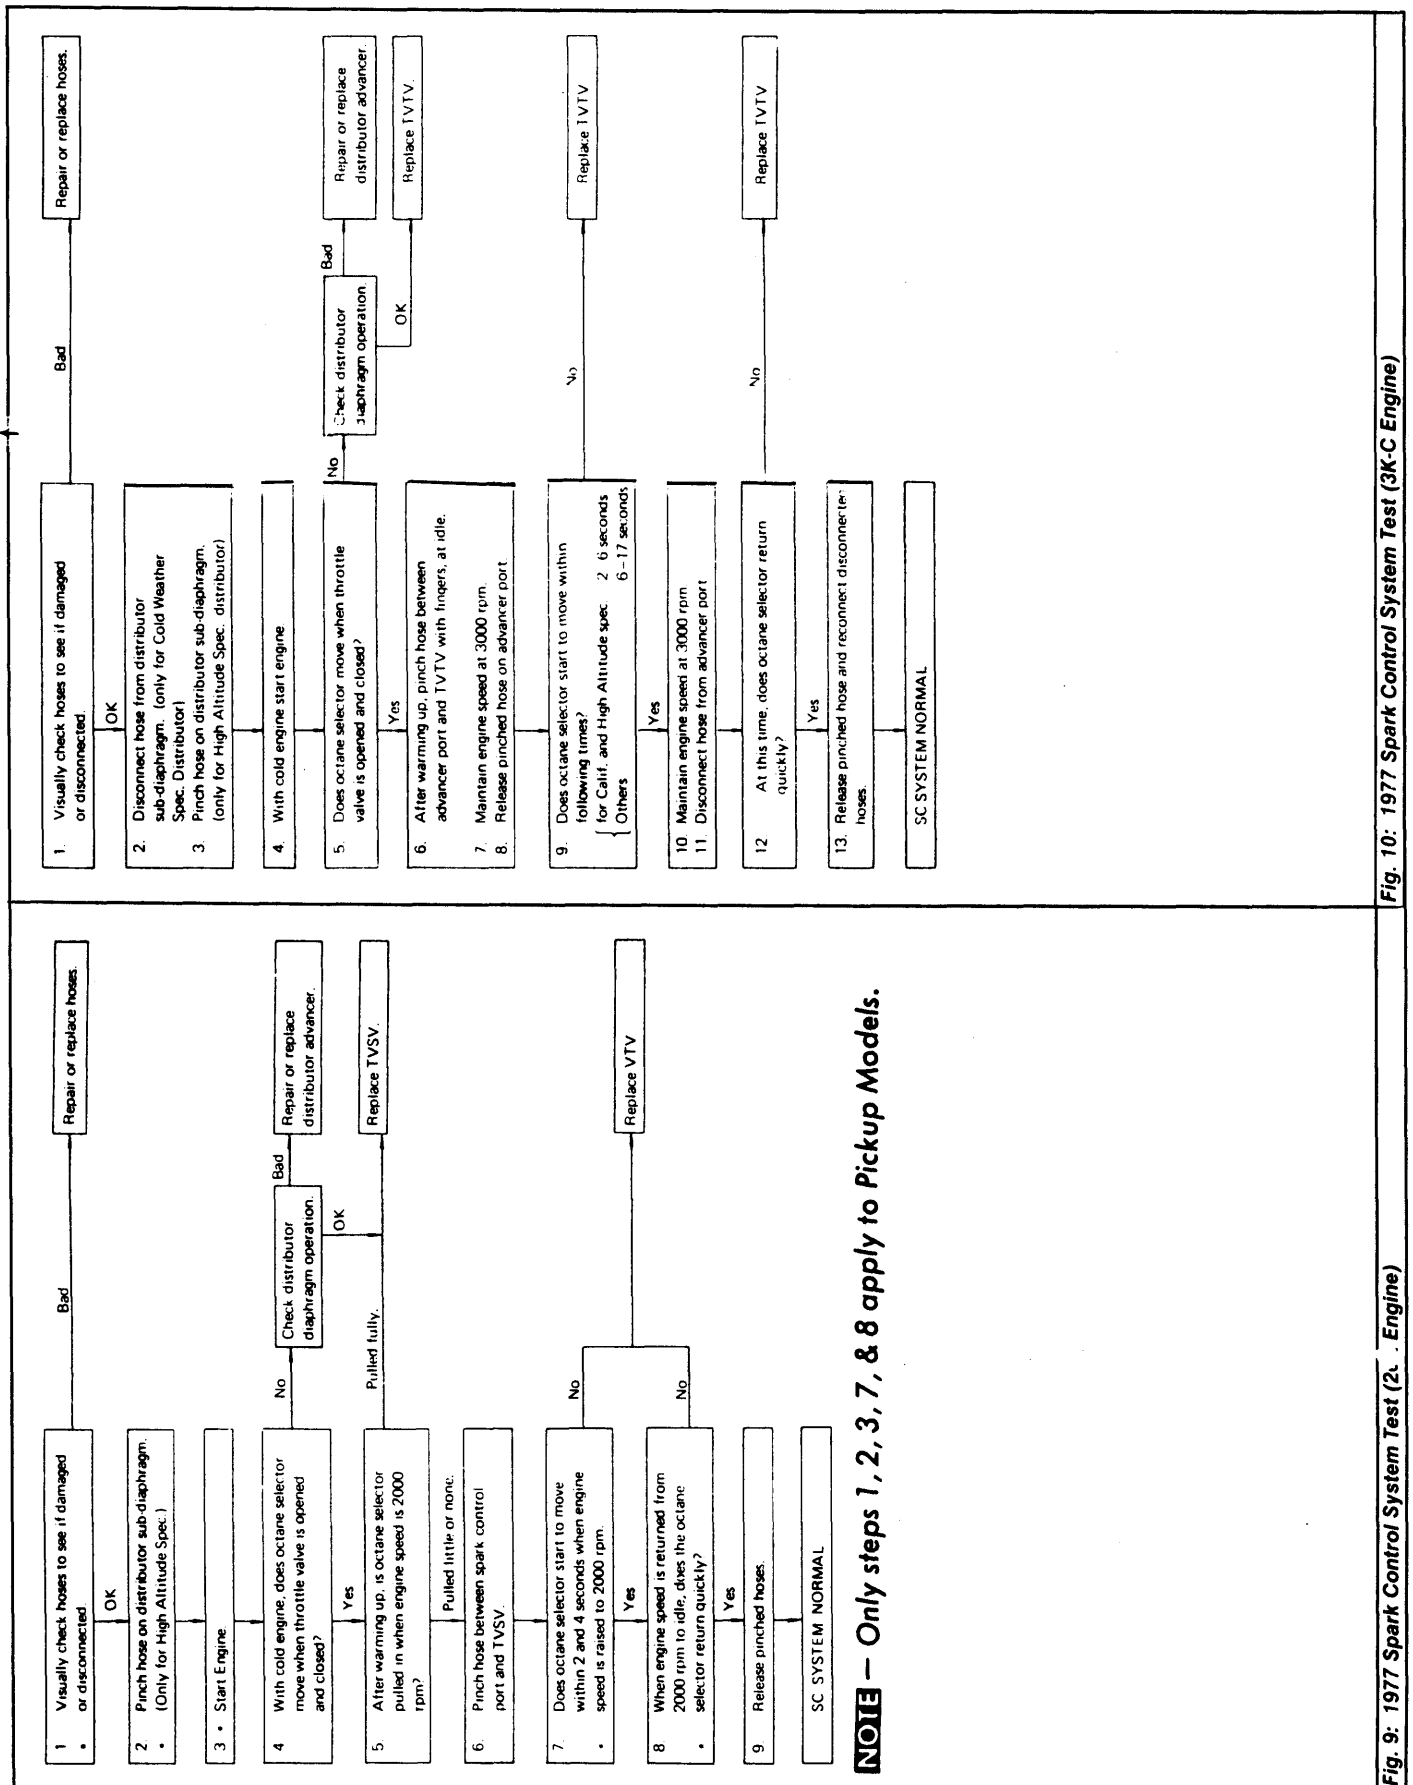 1. Visually check hoses to see if damaged
• or disconnected.
Bad
Repair or replace hoses.
OK
2 Pinch hose on distributor sub-diaphragm.
• (Only for High Altitude Spec.)
3 • Start Engine.
4 With cold engine, does octane selector
move when throttle valve is opened
and closed?
No
Check distributor
diaphragm operation.
Bad
Repair or replace
distributor advancer.
OK
Yes
5 After warming up, is octane selector
pulled in when engine speed is 2000
rpm?
Pulled fully.
Replace TVSV.
Pulled little or none.
6. Pinch hose between spark control
port and TVSV.
7. Does octane selector start to move
within 2 and 4 seconds when engine
• speed is raised to 2000 rpm.
No
Replace VTV
Yes
8 When engine speed is returned from
2000 rpm to idle, does the octane
• selector return quickly?
No
Yes
9 Release pinched hoses.
SC SYSTEM NORMAL
NOTE — Only steps 1, 2, 3, 7, & 8 apply to Pickup Models.
Fig. 9: 1977 Spark Control System Test (2 Engine)
1. Visually check hoses to see if damaged
or disconnected.
Bad
Repair or replace hoses.
OK
2. Disconnect hose from distributor
sub-diaphragm. (only for Cold Weather
Spec. Distributor)
3. Pinch hose on distributor sub-diaphragm.
(only for High Altitude Spec. distributor)
4. With cold engine start engine
5. Does octane selector move when throttle
valve is opened and closed?
No
Check distributor
diaphragm operation.
Bad
Repair or replace
distributor advancer.
OK
Replace TVTV.
Yes
6. After warming up, pinch hose between
advancer port and TVTV with fingers, at idle.
7. Maintain engine speed at 3000 rpm.
8. Release pinched hose on advancer port.
9. Does octane selector start to move within
following times?
for Calif. and High Altitude spec. 2 6 seconds
Others 6-17 seconds
No
Replace TVTV
Yes
10. Maintain engine speed at 3000 rpm
11. Disconnect hose from advancer port
12 At this time, does octane selector return
quickly?
No
Replace TVTV
Yes
13. Release pinched hose and reconnect disconnected
hoses.
SC SYSTEM NORMAL
Fig. 10: 1977 Spark Control System Test (3K-C Engine)